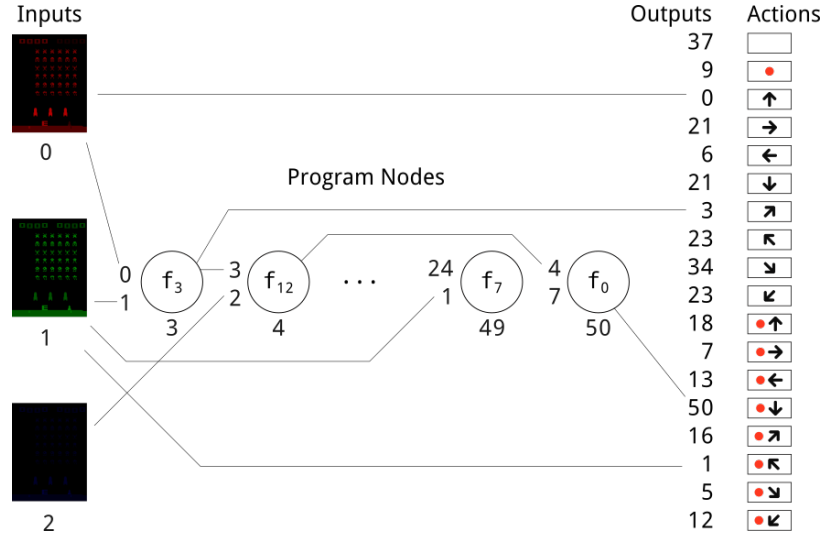 Inputs
Outputs Actions
37
9
0
0
21
6
Program Nodes
21
3
23
0 3 24 4
f3 f12 ... f7 f0
1 2 1 7
34
23
1 3 4 49 50
18
7
13
50
16
1
5
2
12